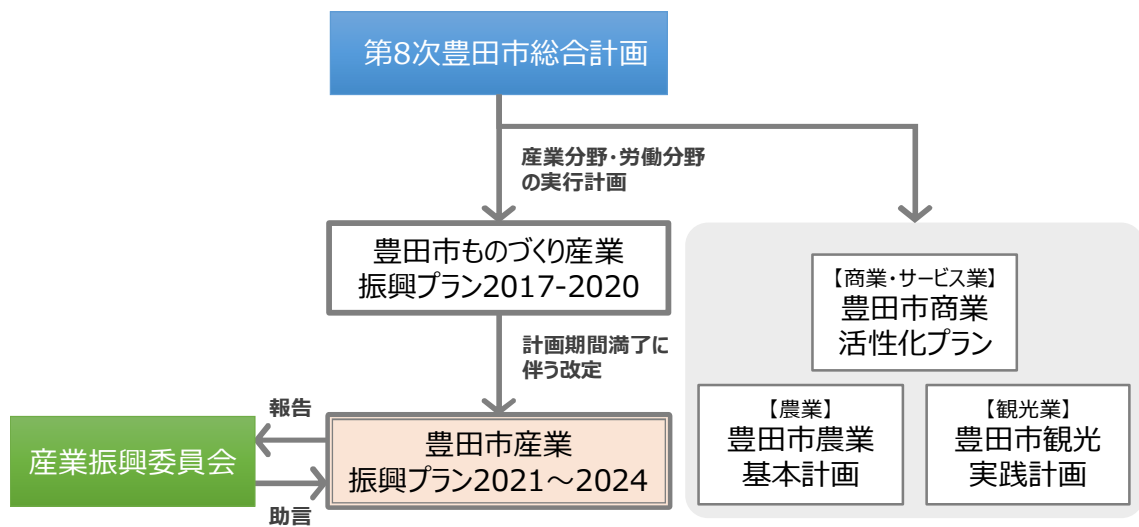 第8次豊田市総合計画
産業分野・労働分野
の実行計画
豊田市ものづくり産業
振興プラン2017-2020
計画期間満了に
伴う改定
報告
産業振興委員会
助言
豊田市産業
振興プラン2021～2024
【商業・サービス業】
豊田市商業
活性化プラン
【農業】
豊田市農業
基本計画
【観光業】
豊田市観光
実践計画